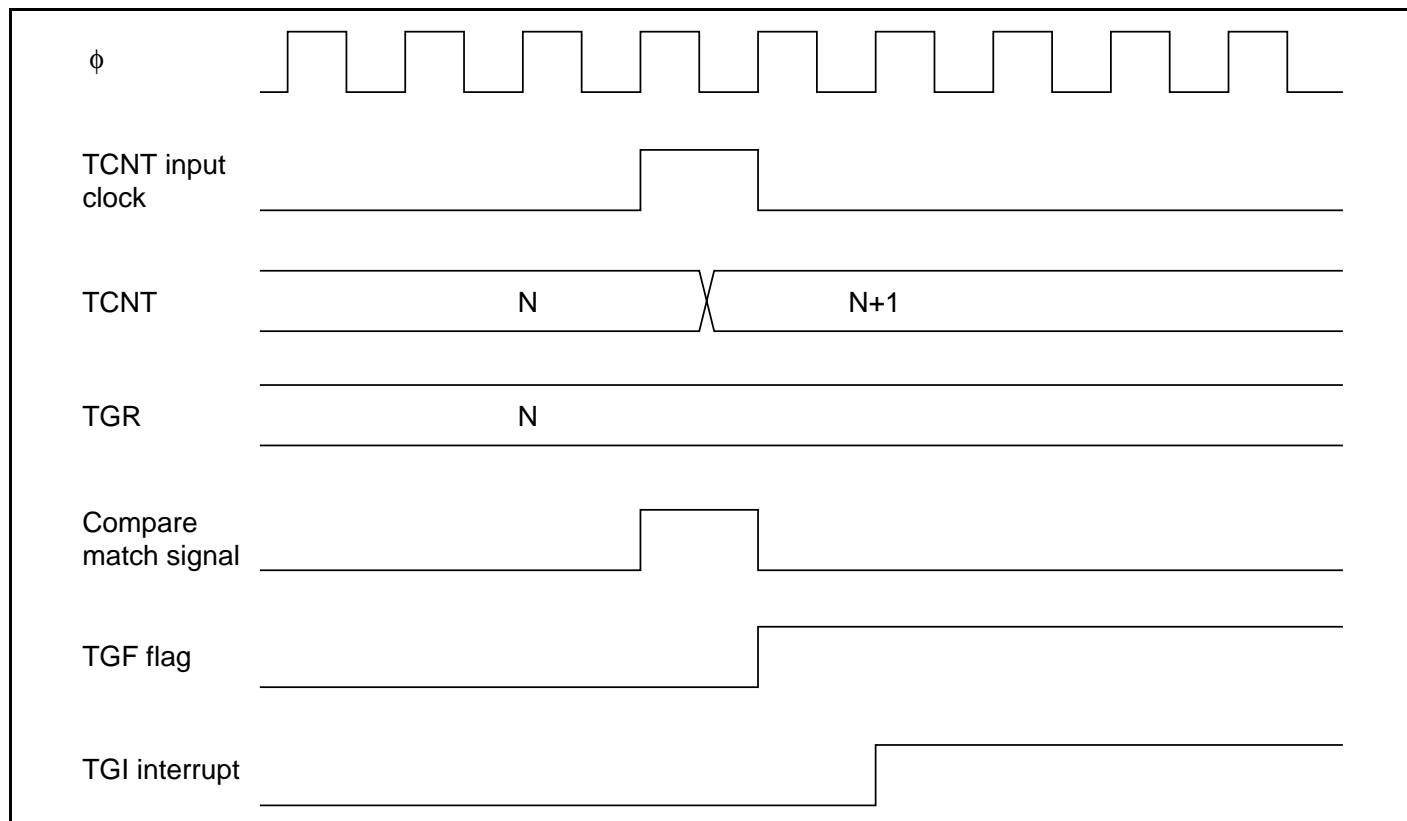 ϕ
TCNT input
clock
TCNT
N
N+1
TGR
N
Compare
match signal
TGF flag
TGI interrupt